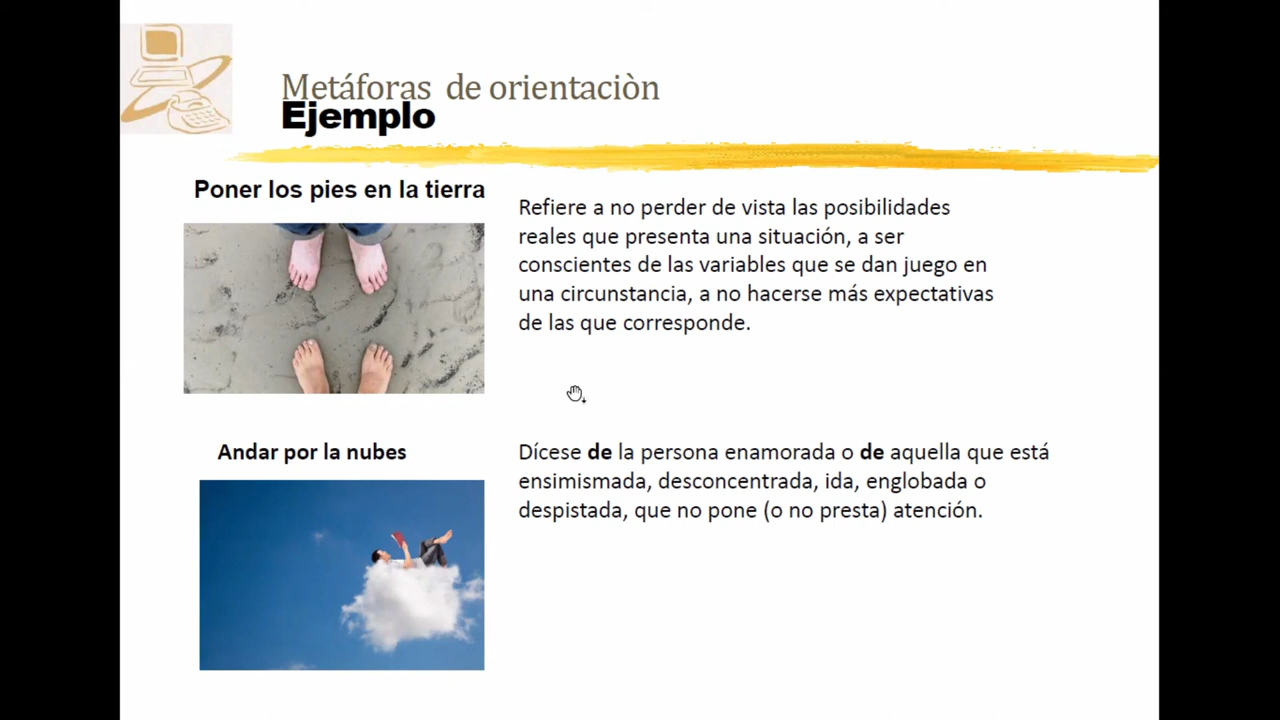 Metáforas de orientaciòn
Ejemplo
Poner los pies en la tierra
Refiere a no perder de vista las posibilidades
reales que presenta una situación, a ser
conscientes de las variables que se dan juego en
una circunstancia, a no hacerse más expectativas
de las que corresponde.
Andar por la nubes
Dícese de la persona enamorada o de aquella que está
ensimismada, desconcentrada, ida, englobada o
despistada, que no pone (o no presta) atención.